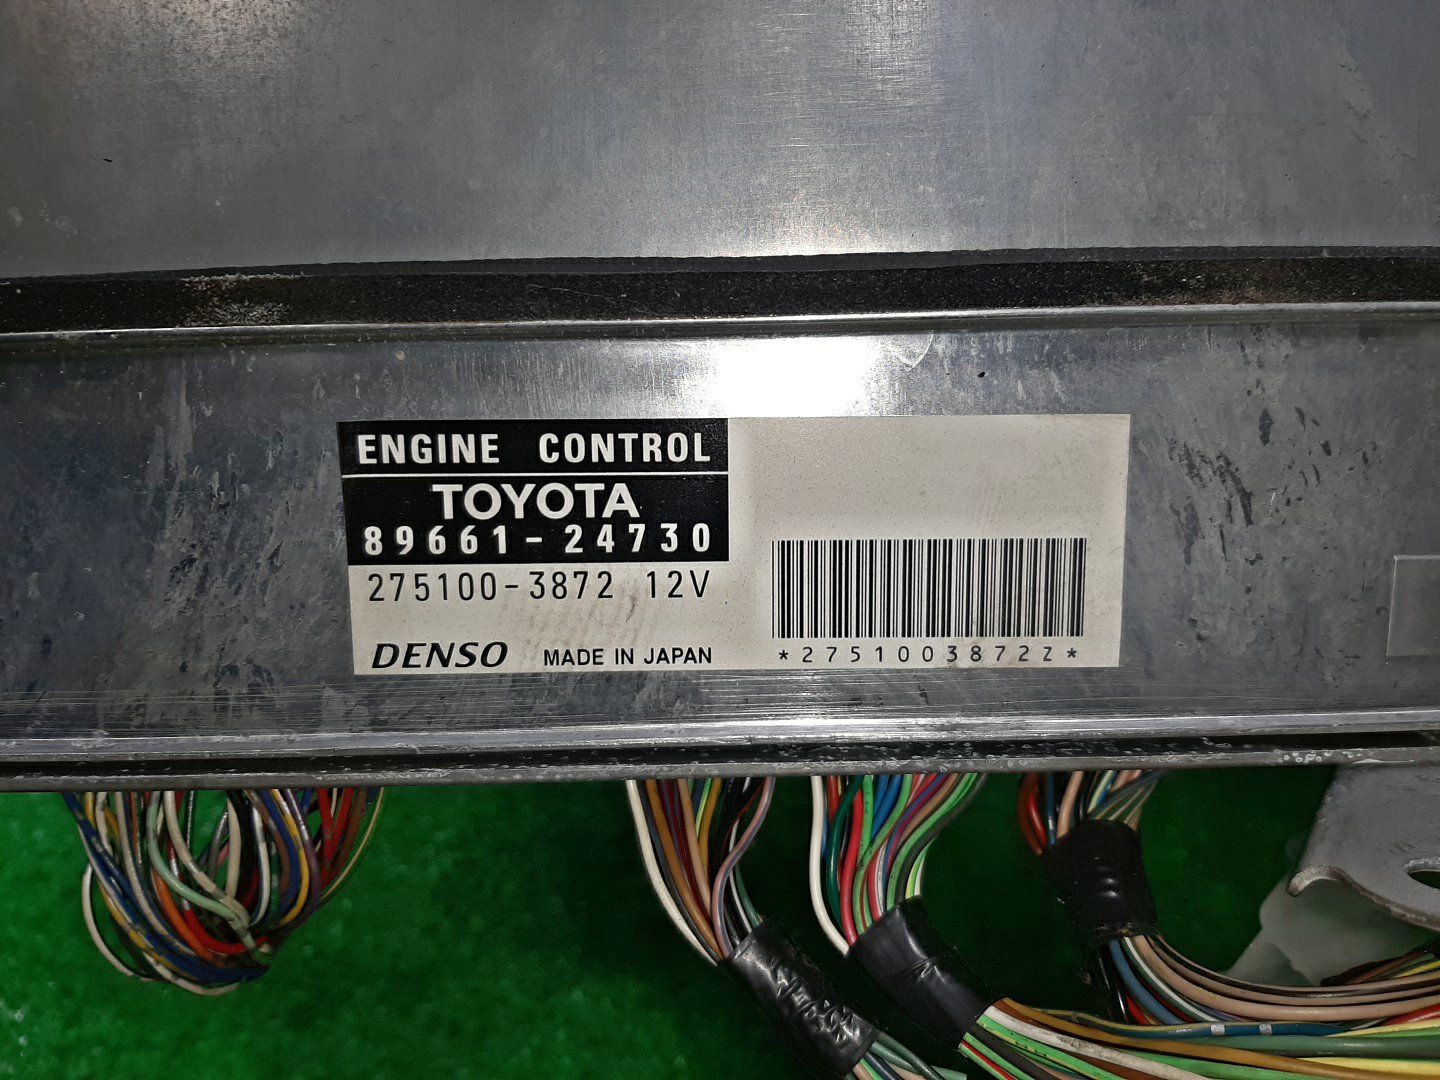 ENGINE CONTROL
TOYOTA
89661-24730
275100-3872 12V
DENSO MADE IN JAPAN
*2751003872Z*